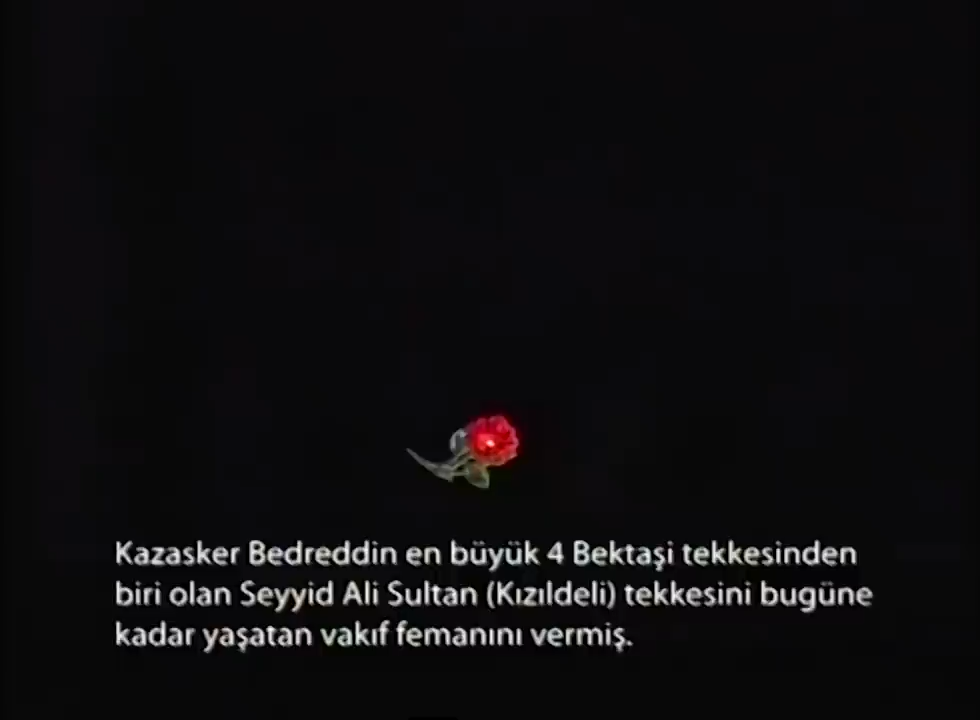 Kazasker Bedreddin en büyük 4 Bektaşi tekkesinden
biri olan Seyyid Ali Sultan (Kızıldeli) tekkesini bugüne
kadar yaşatan vakıf femanını vermiş.